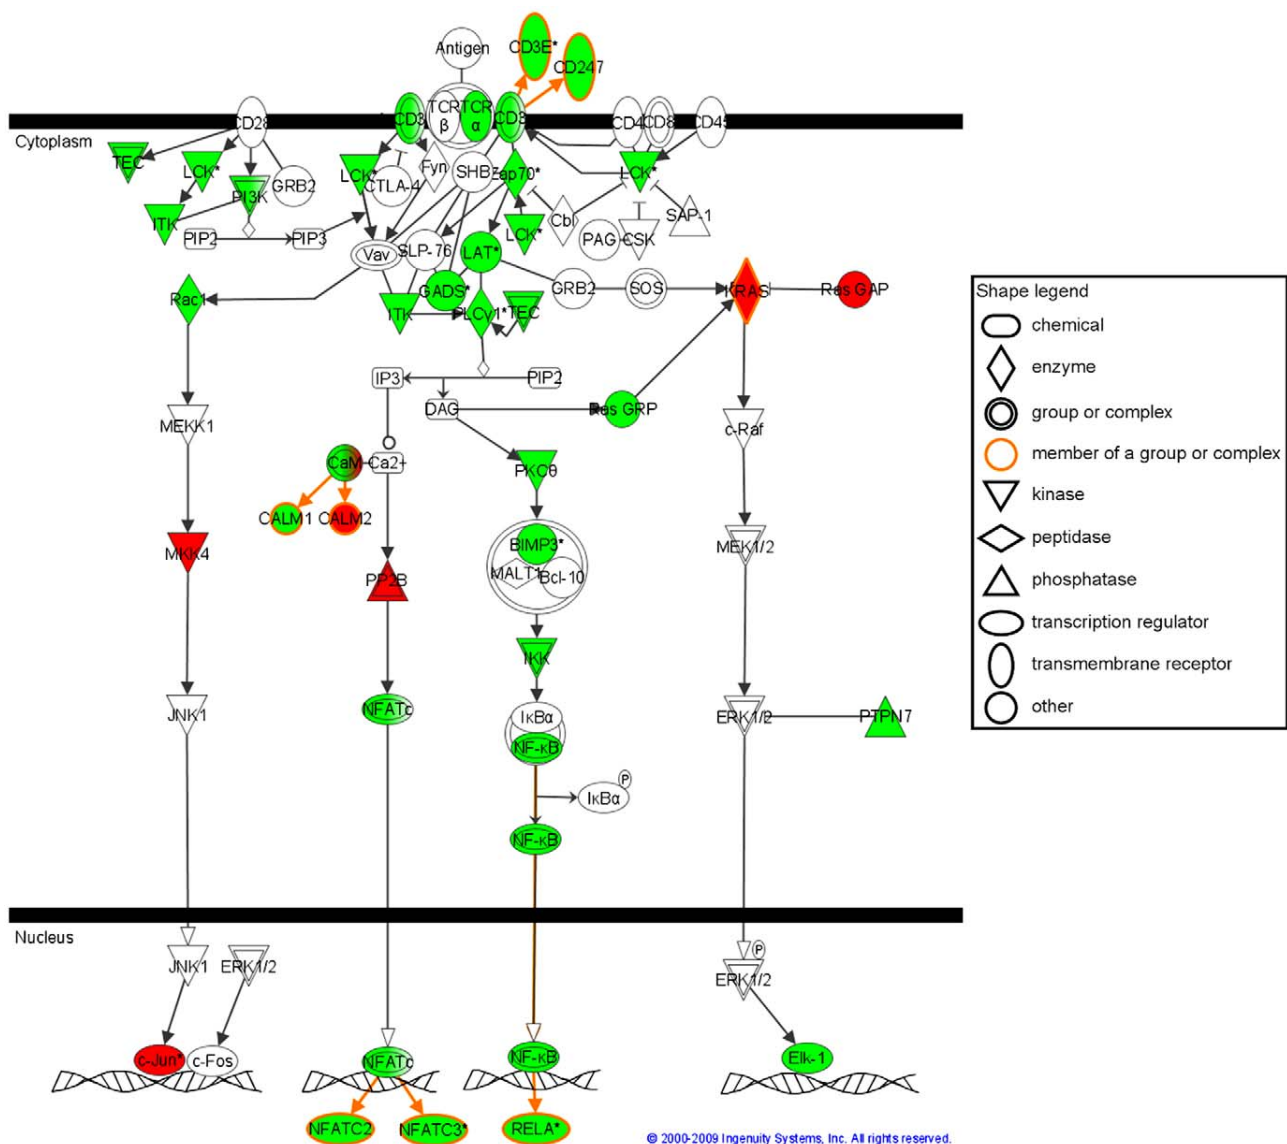 Antigen
CD3E*
CD247
CD28
CD3
TCR
β
TCR
α
CD3
CD4
CD8
CD45
Cytoplasm
TEC
LCK*
PI3K
GRB2
ITK
PIP2
PIP3
LCK*
CTLA-4
Fyn
SHB
Zap70*
LCK*
Cbl
LCK*
PAG
CSK
SAP-1
Vav
SLP-76
LAT*
GADS*
ITK
PLCγ1*
TEC
GRB2
SOS
KRAS
Ras GAP
Rac1
IP3
PIP2
DAG
Ras GRP
MEKK1
c-Raf
CaM
Ca2+
PKCθ
CALM1
CALM2
MKK4
PP2B
BIMP3*
MALT1
Bcl-10
MEK1/2
IKK
JNK1
NFATc
IκBα
NF-κB
ERK1/2
PTPN7
P
IκBα
NF-κB
Nucleus
JNK1
ERK1/2
P
ERK1/2
c-Jun*
c-Fos
NFATc
NF-κB
Elk-1
NFATC2
NFATC3*
RELA*
Shape legend
chemical
enzyme
group or complex
member of a group or complex
kinase
peptidase
phosphatase
transcription regulator
transmembrane receptor
other
© 2000-2009 Ingenuity Systems, Inc. All rights reserved.